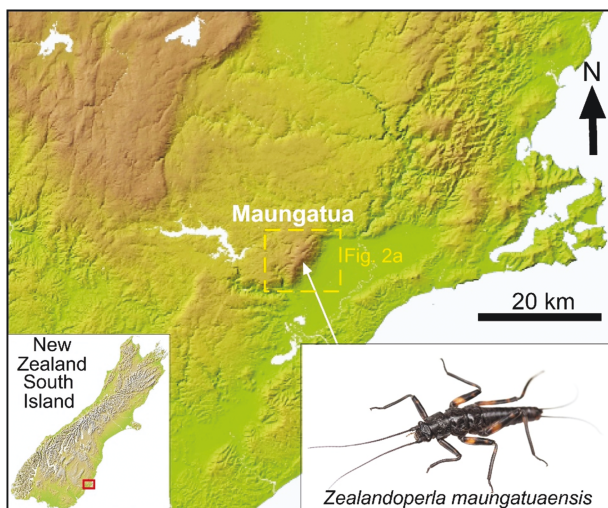 N
Maungatua
Fig. 2a
20 km
New
Zealand
South
Island
Zealandoperla maungatuaensis